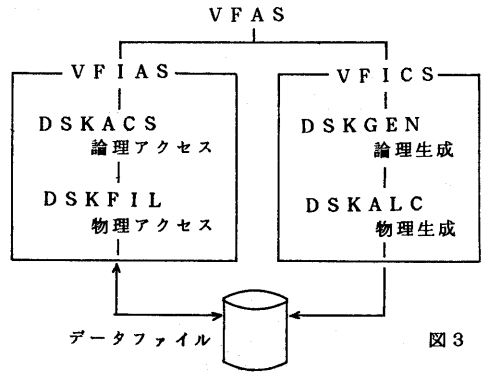 VFAS
VFIAS
DSKACS
論理アクセス
DSKFIL
物理アクセス
VFICS
DSKGEN
論理生成
DSKALC
物理生成
データファイル
図3